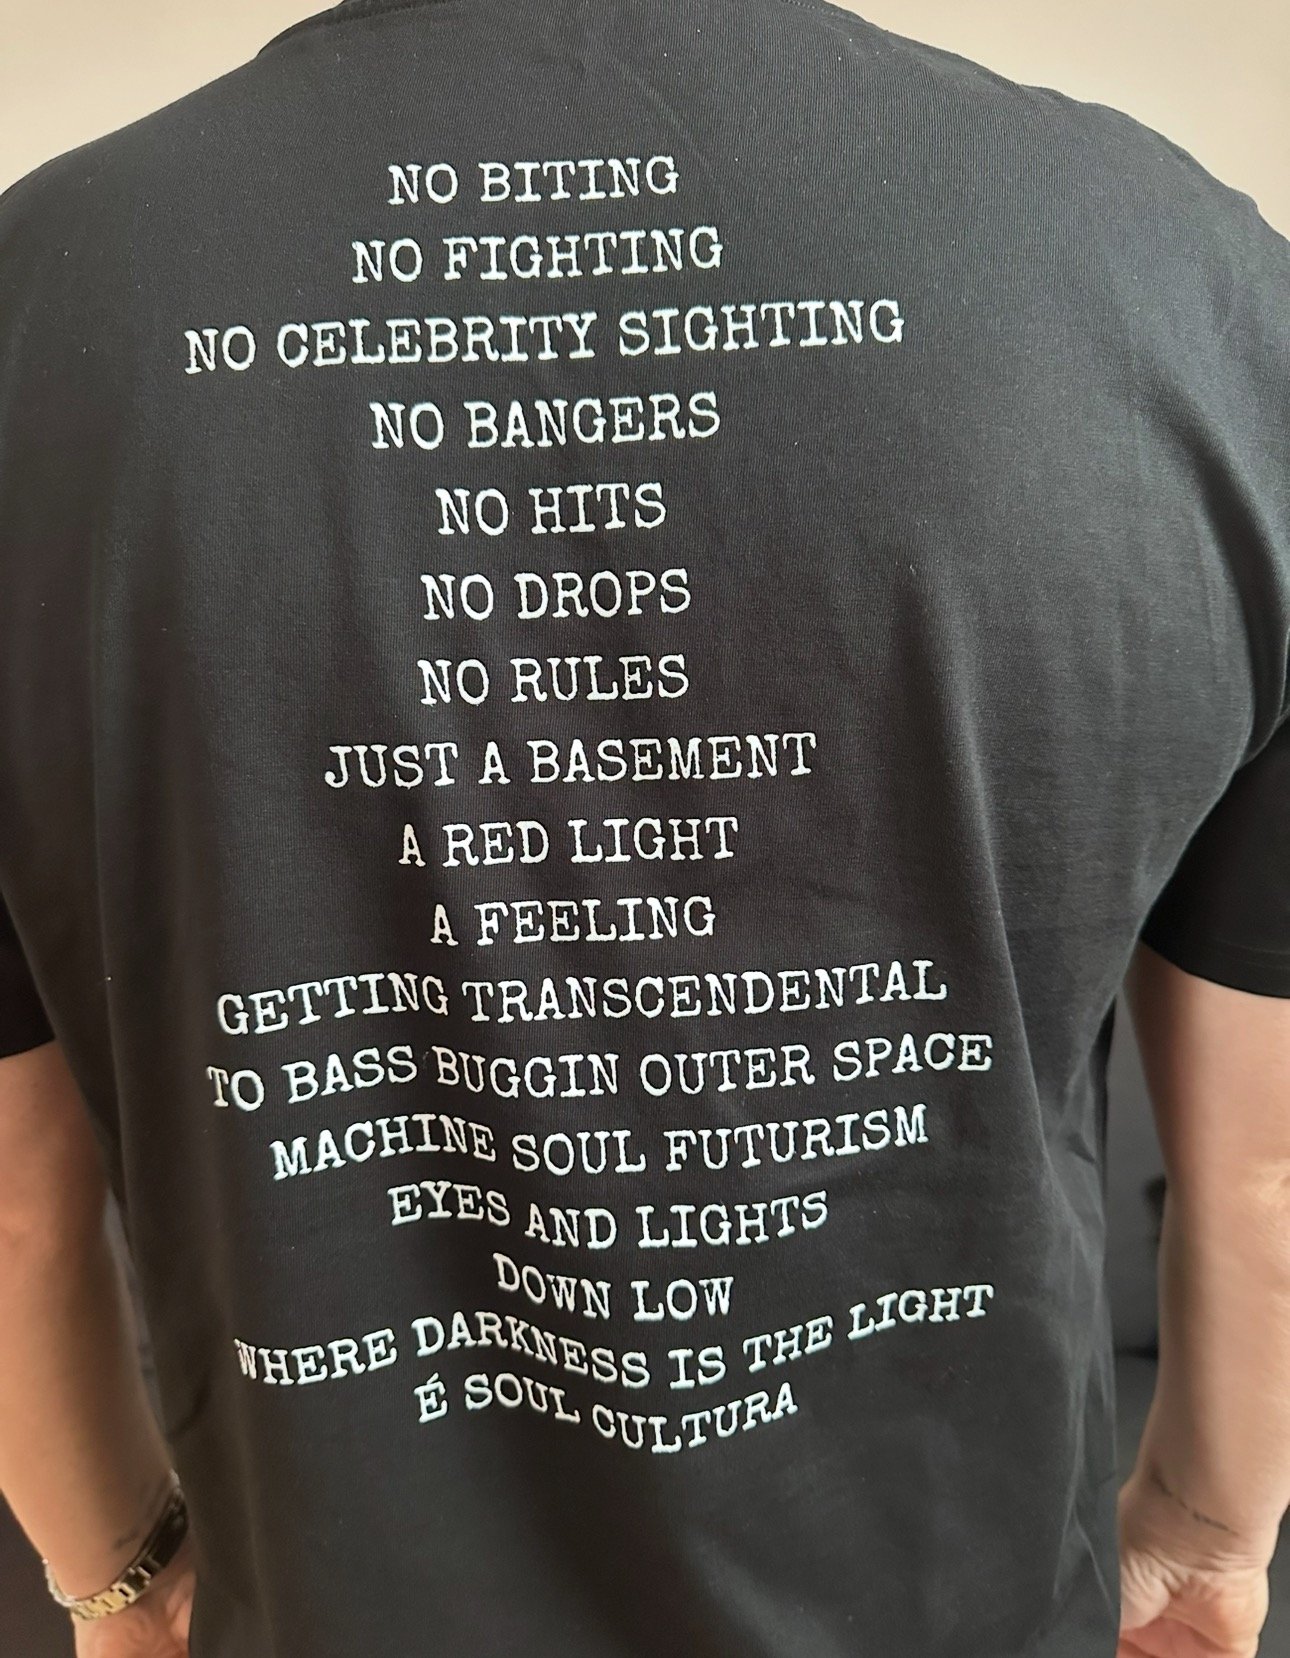 NO BITING
NO FIGHTING
NO CELEBRITY SIGHTING
NO BANGERS
NO HITS
NO DROPS
NO RULES
JUST A BASEMENT
A RED LIGHT
A FEELING
GETTING TRANSCENDENTAL
TO BASS BUGGIN OUTER SPACE
MACHINE SOUL FUTURISM
EYES AND LIGHTS
DOWN LOW
WHERE DARKNESS IS THE LIGHT
É SOUL CULTURA